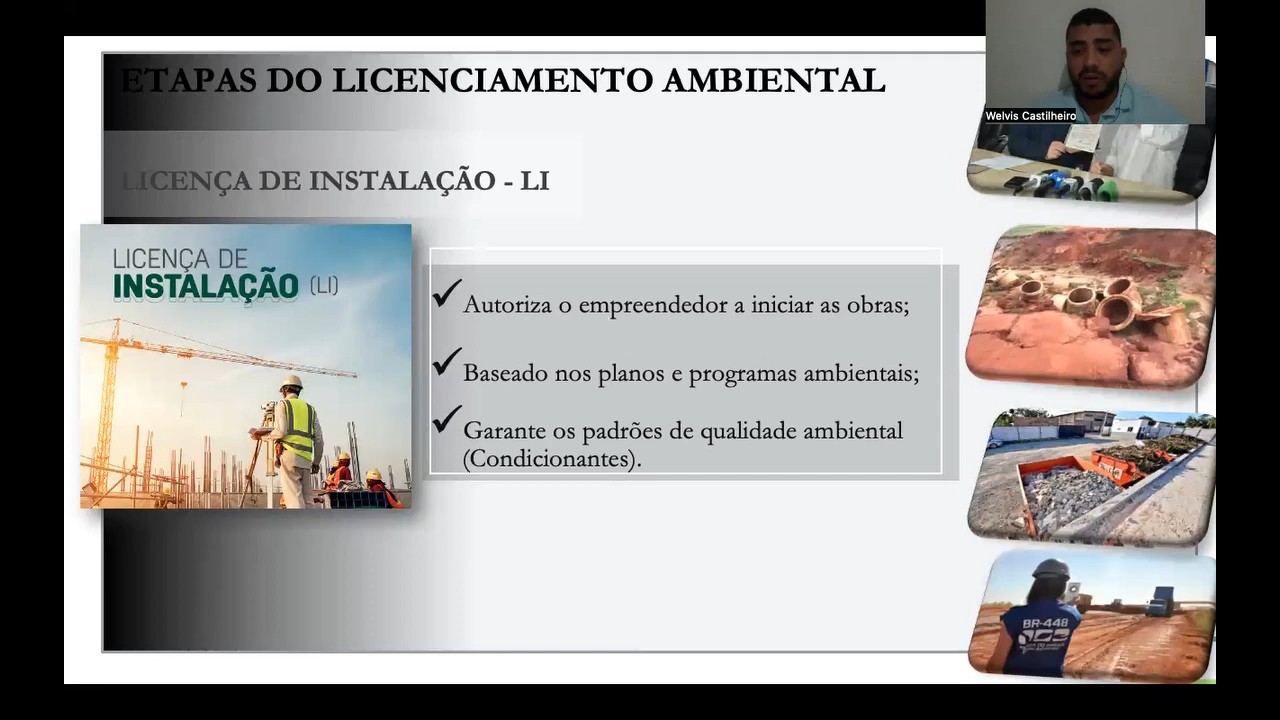 ETAPAS DO LICENCIAMENTO AMBIENTAL
Welvis Castilheiro
LICENÇA DE INSTALAÇÃO - LI
LICENÇA DE
INSTALAÇÃO (LI)
Autoriza o empreendedor a iniciar as obras;
Baseado nos planos e programas ambientais;
Garante os padrões de qualidade ambiental
(Condicionantes).
BR-448